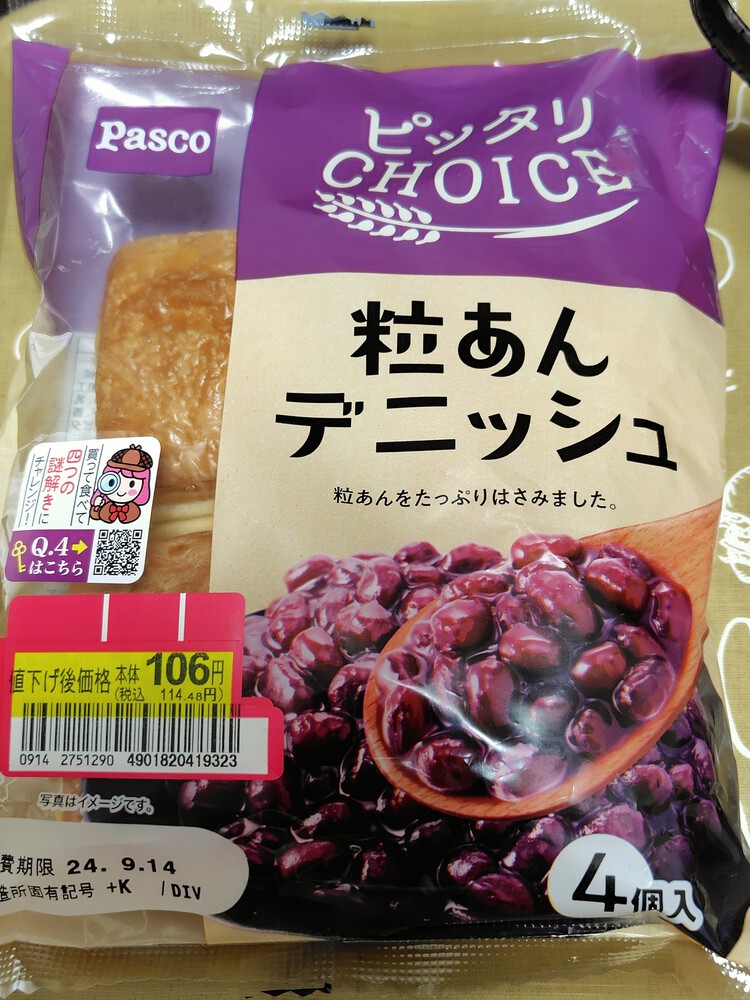 Pasco
ピッタリ
CHOICE
粒あん
デニッシュ
粒あんをたっぷりはさみました。
買って食べて
四つの
謎解きに
チャレンジ!
Q.4
はこちら
値下げ後価格 本体 106円
(税込 114.48円)
0914 2751290 4901820419323
写真はイメージです。
費期限 24. 9.14
造所固有記号 +K /DIV
4個入